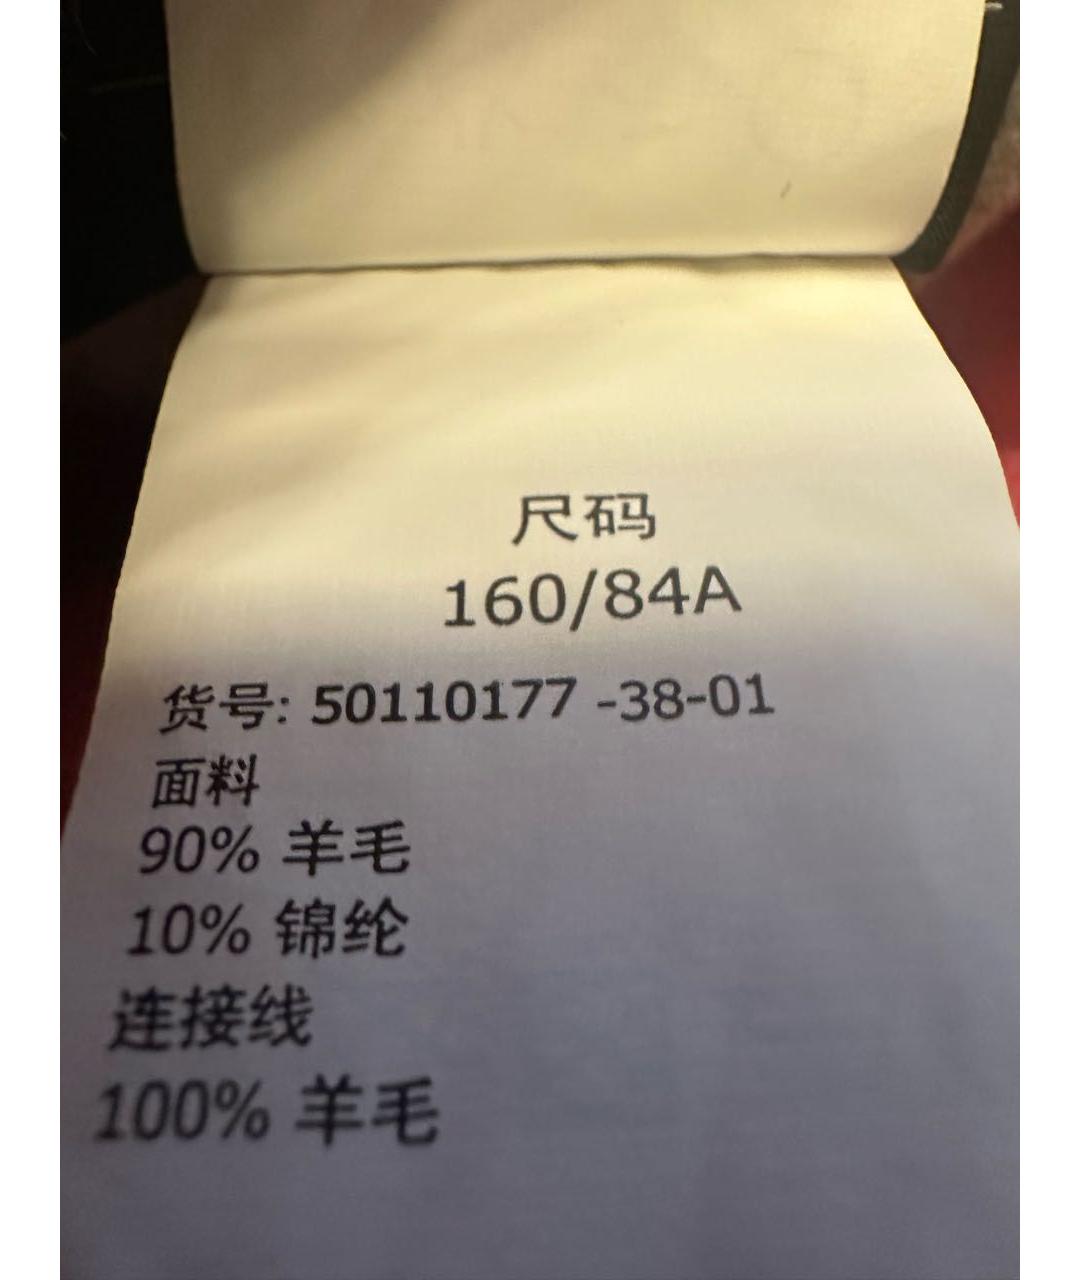 尺码
160/84A
货号: 50110177 -38-01
面料
90% 羊毛
10% 锦纶
连接线
100% 羊毛